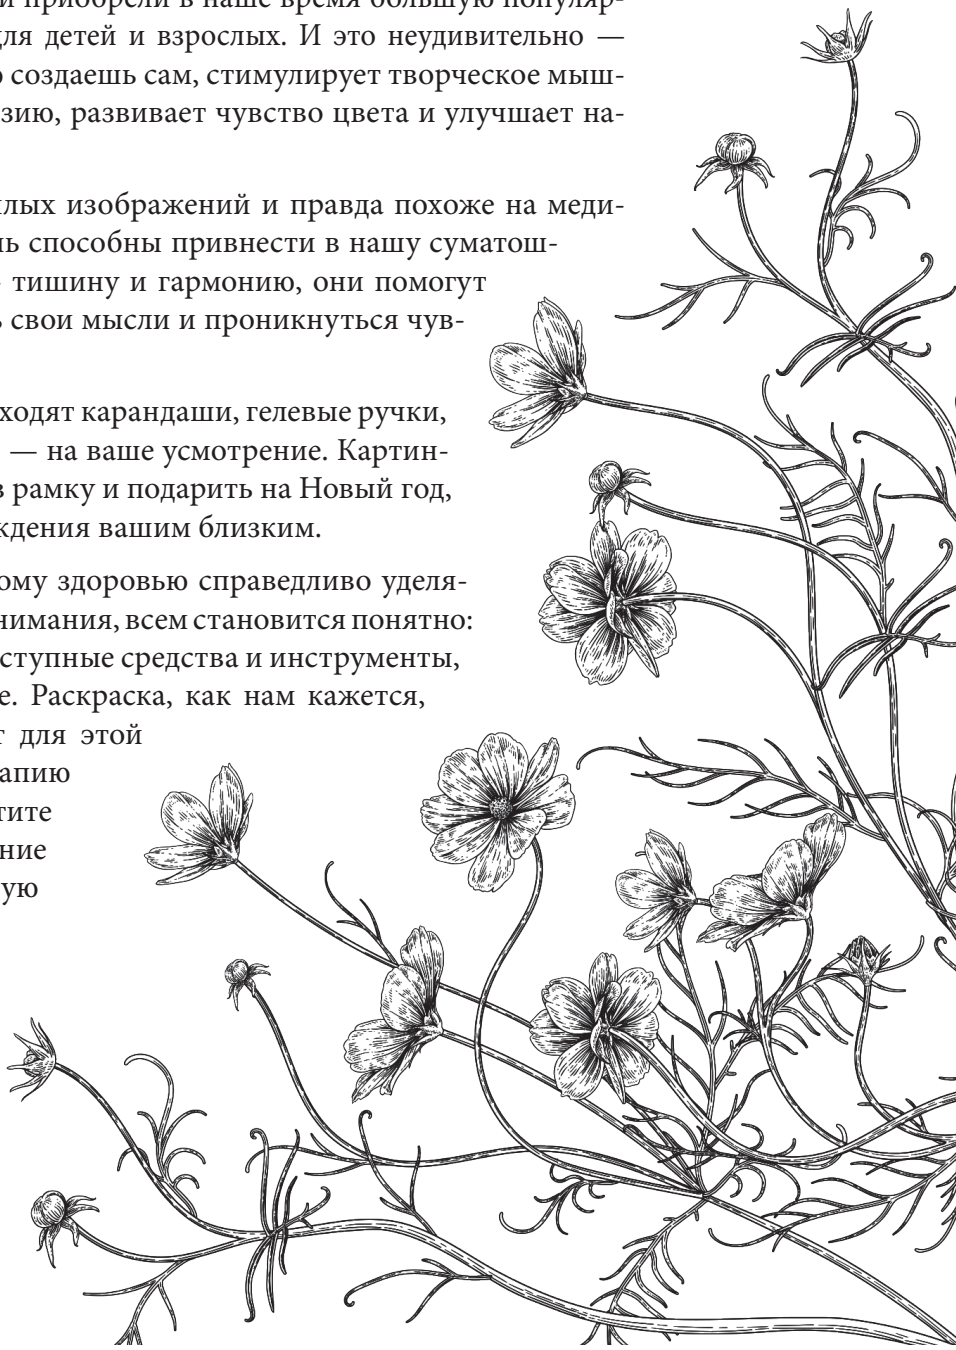 приобрели в наше время большую популяр-
для детей и взрослых. И это неудивительно —
создаешь сам, стимулирует творческое мыш-
зию, развивает чувство цвета и улучшает на-
лых изображений и правда похоже на меди-
ь способны привнести в нашу суматош-
тишину и гармонию, они помогут
ь свои мысли и проникнуться чув-
ходят карандаши, гелевые ручки,
— на ваше усмотрение. Картин-
в рамку и подарить на Новый год,
ждения вашим близким.
ому здоровью справедливо уделя-
нимания, всем становится понятно:
ступные средства и инструменты,
е. Раскраска, как нам кажется,
т для этой
апию
тите
ние
ую